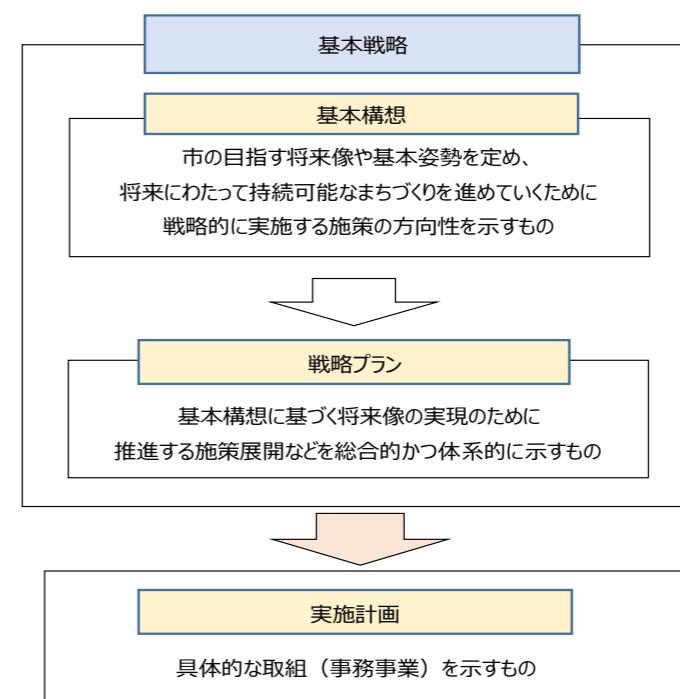 基本戦略
基本構想
市の目指す将来像や基本姿勢を定め、
将来にわたって持続可能なまちづくりを進めていくために
戦略的に実施する施策の方向性を示すもの
戦略プラン
基本構想に基づく将来像の実現のために
推進する施策展開などを総合的かつ体系的に示すもの
実施計画
具体的な取組（事務事業）を示すもの